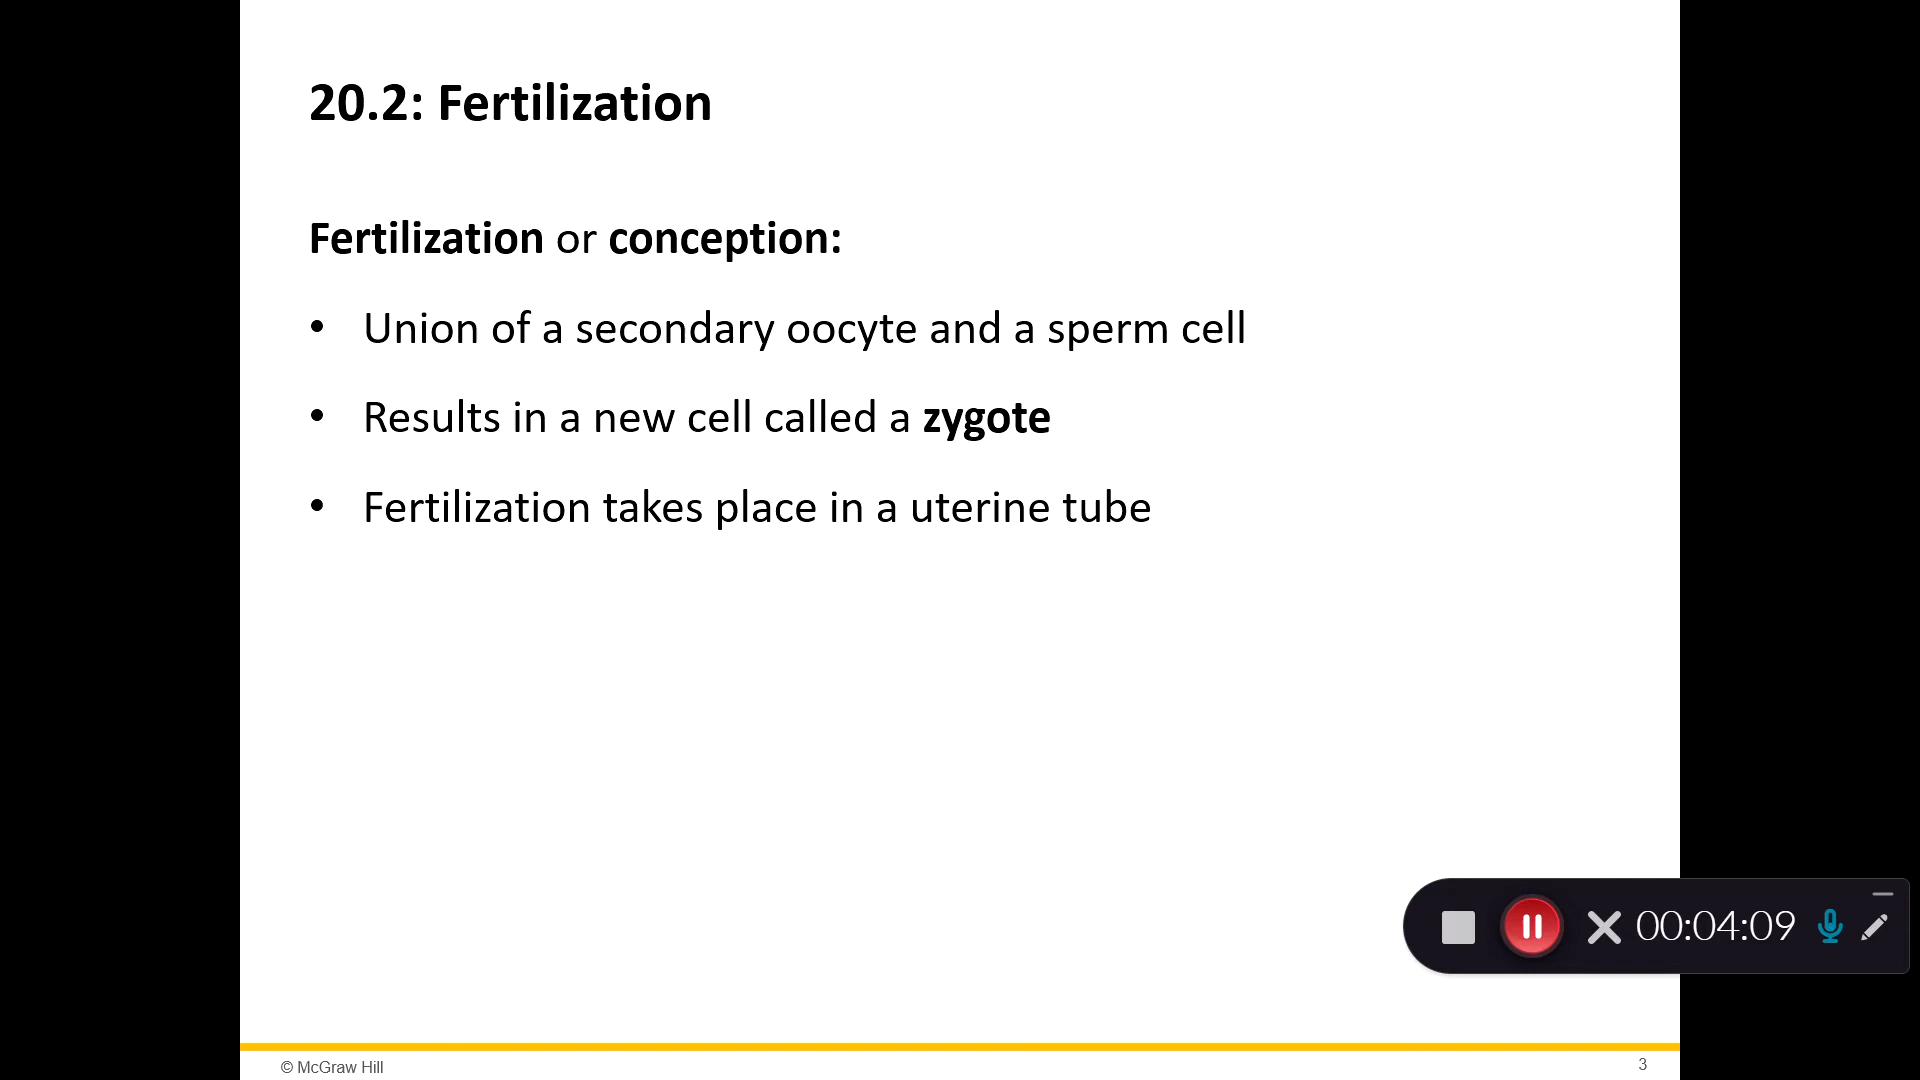 20.2: Fertilization
Fertilization or conception:
• Union of a secondary oocyte and a sperm cell
• Results in a new cell called a zygote
• Fertilization takes place in a uterine tube
00:04:09
© McGraw Hill
3